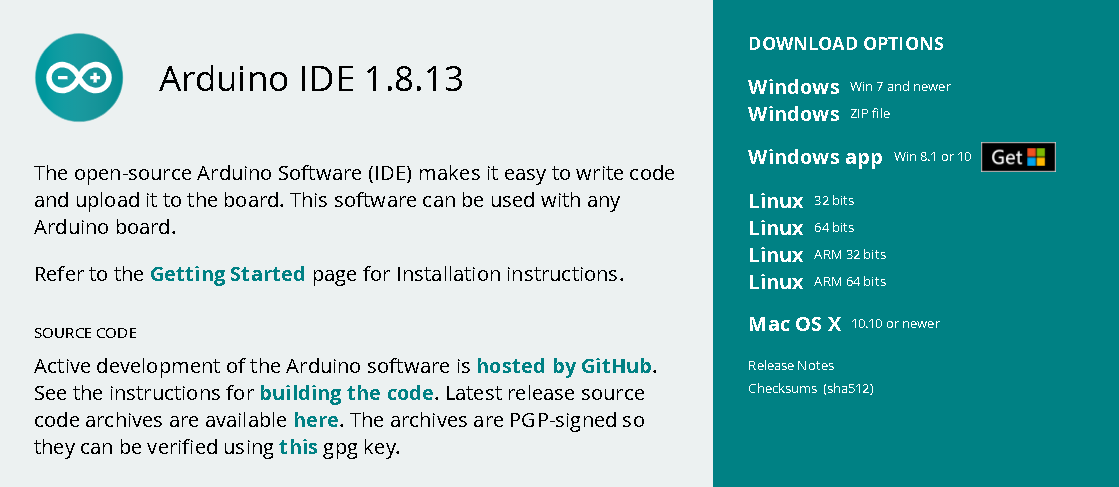 Arduino IDE 1.8.13
The open-source Arduino Software (IDE) makes it easy to write code
and upload it to the board. This software can be used with any
Arduino board.
Refer to the Getting Started page for Installation instructions.
SOURCE CODE
Active development of the Arduino software is hosted by GitHub.
See the instructions for building the code. Latest release source
code archives are available here. The archives are PGP-signed so
they can be verified using this gpg key.
DOWNLOAD OPTIONS
Windows Win 7 and newer
Windows ZIP file
Windows app Win 8.1 or 10 Get
Linux 32 bits
Linux 64 bits
Linux ARM 32 bits
Linux ARM 64 bits
Mac OS X 10.10 or newer
Release Notes
Checksums (sha512)